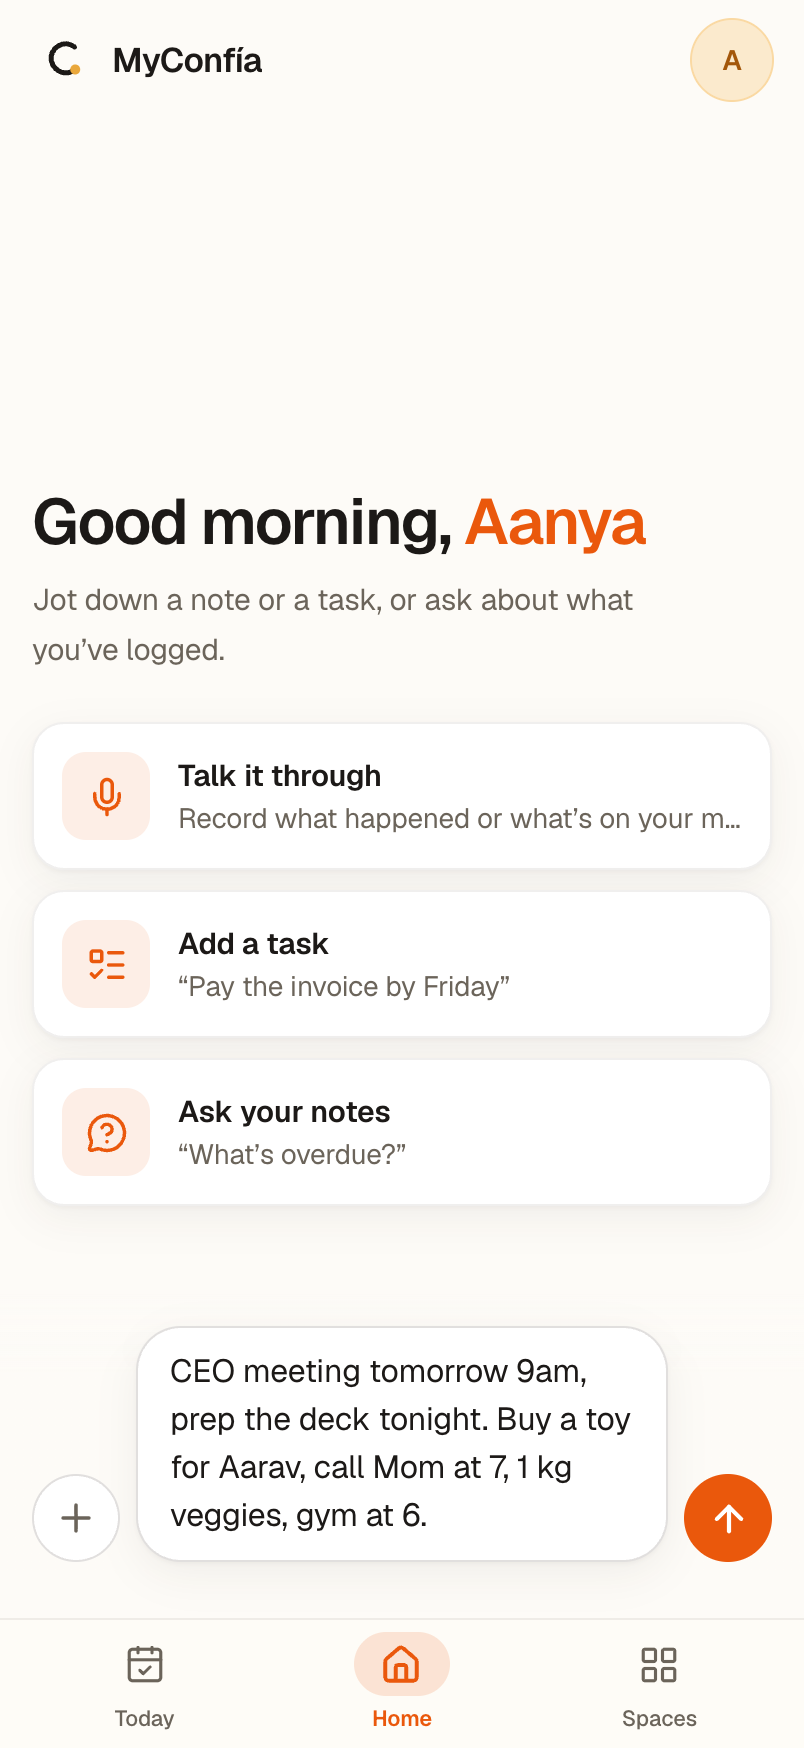 MyConfía
A
Good morning, Aanya
Jot down a note or a task, or ask about what
you’ve logged.
Talk it through
Record what happened or what’s on your m...
Add a task
“Pay the invoice by Friday”
Ask your notes
“What’s overdue?”
CEO meeting tomorrow 9am,
prep the deck tonight. Buy a toy
for Aarav, call Mom at 7, 1 kg
veggies, gym at 6.
Today
Home
Spaces